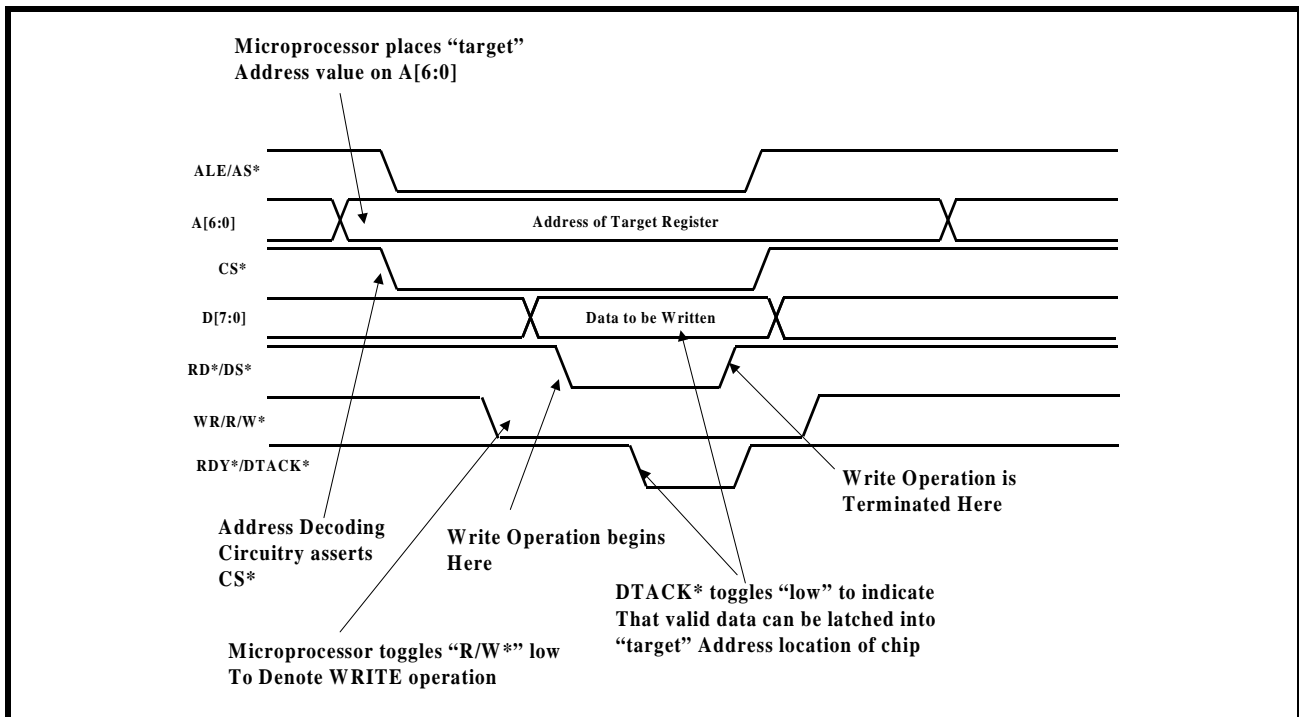 Microprocessor places “target”
Address value on A[6:0]
ALE/AS*
A[6:0]
Address of Target Register
CS*
D[7:0]
Data to be Written
RD*/DS*
WR/R/W*
RDY*/DTACK*
Write Operation is
Terminated Here
Address Decoding
Circuitry asserts
CS*
Write Operation begins
Here
DTACK* toggles “low” to indicate
That valid data can be latched into
“target” Address location of chip
Microprocessor toggles “R/W*” low
To Denote WRITE operation